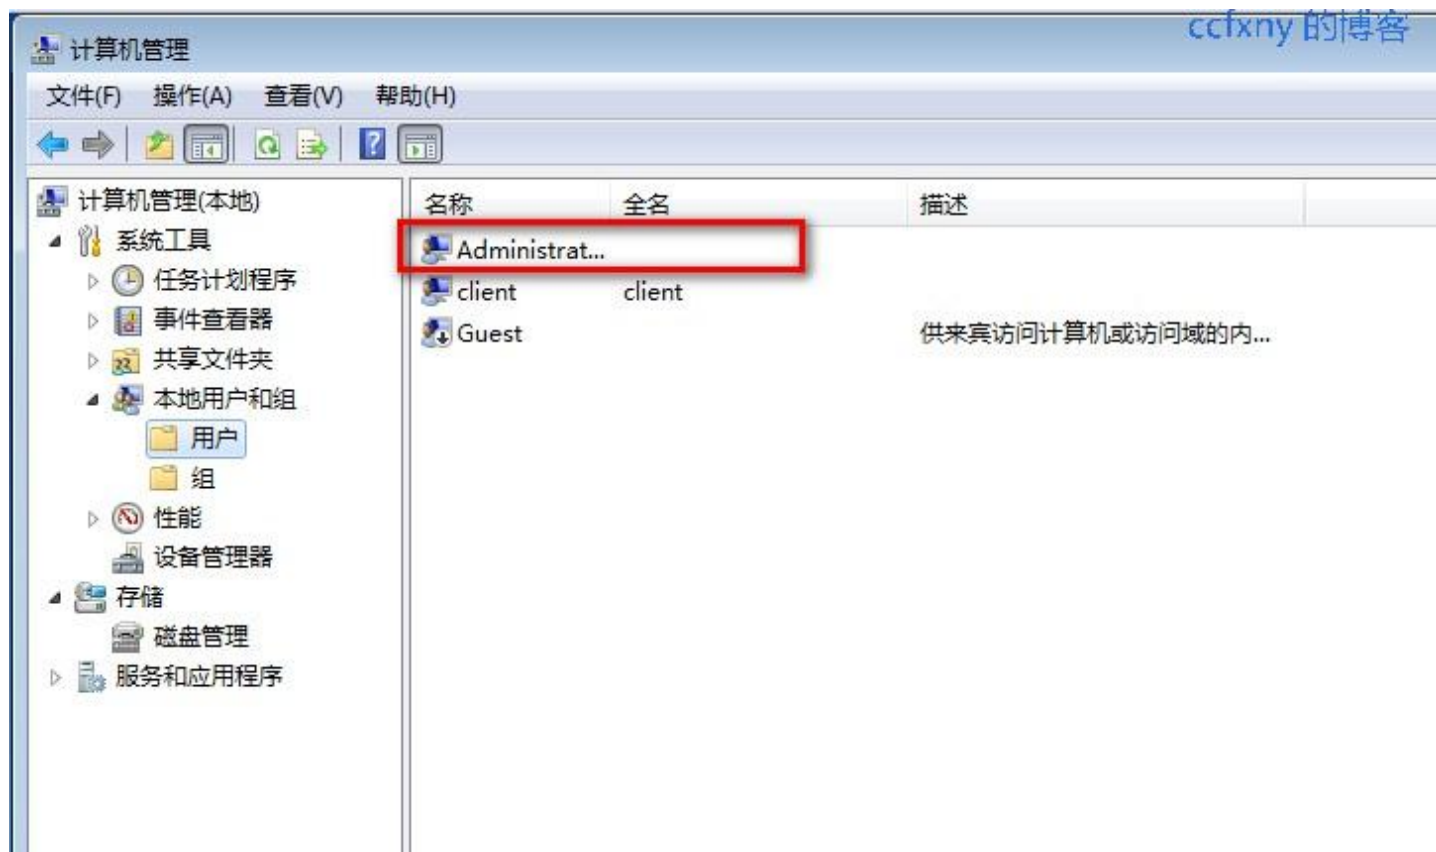 ccfxny 的博客
计算机管理
文件(F) 操作(A) 查看(V) 帮助(H)
计算机管理(本地)
系统工具
任务计划程序
事件查看器
共享文件夹
本地用户和组
用户
组
性能
设备管理器
存储
磁盘管理
服务和应用程序
名称 全名 描述
Administrat...
client client
Guest 供来宾访问计算机或访问域的内...